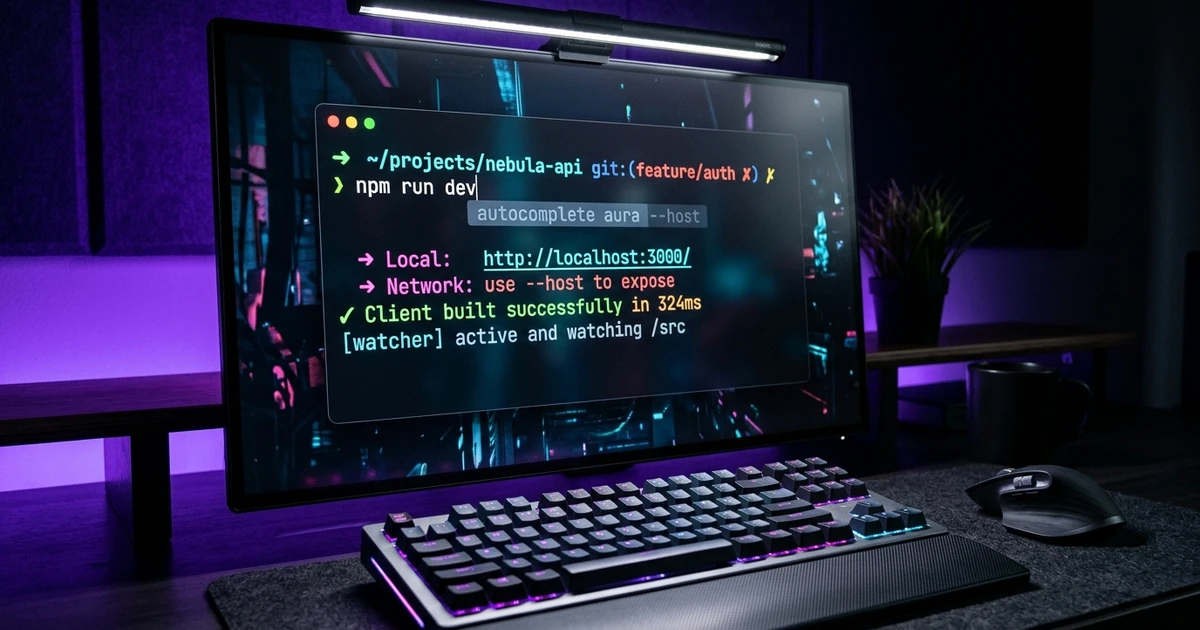 ➜ ~/projects/nebula-api git:(feature/auth ✗) ✗
❯ npm run dev
autocomplete aura --host
➜ Local: http://localhost:3000/
➜ Network: use --host to expose
✓ Client built successfully in 324ms
[watcher] active and watching /src